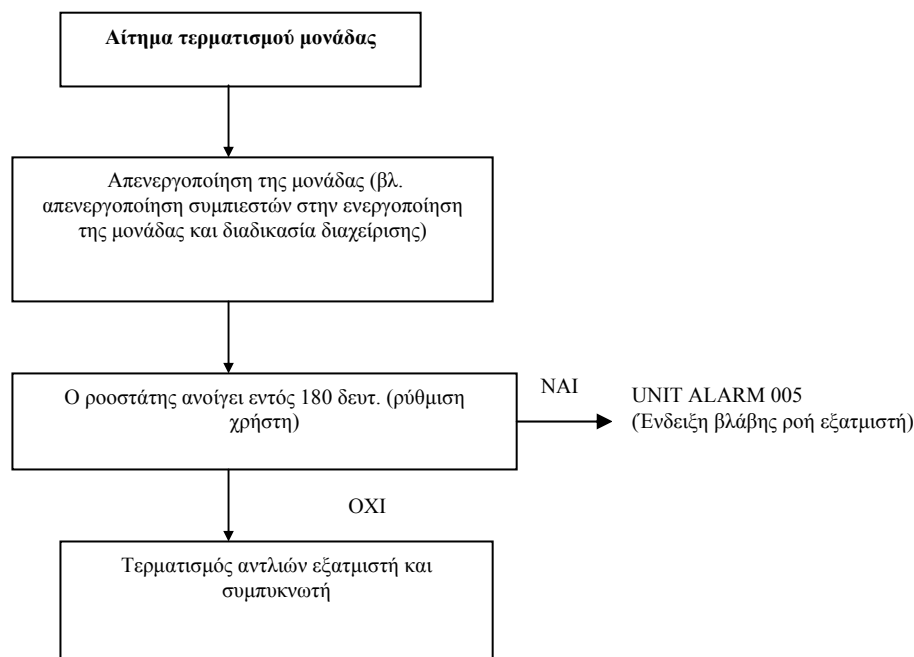 Αίτημα τερματισμού μονάδας
Απενεργοποίηση της μονάδας (βλ.
απενεργοποίηση συμπιεστών στην ενεργοποίηση
της μονάδας και διαδικασία διαχείρισης)
Ο ροοστάτης ανοίγει εντός 180 δευτ. (ρύθμιση
χρήστη)
ΝΑΙ
UNIT ALARM 005
(Ένδειξη βλάβης ροή εξατμιστή)
ΟΧΙ
Τερματισμός αντλιών εξατμιστή και
συμπυκνωτή